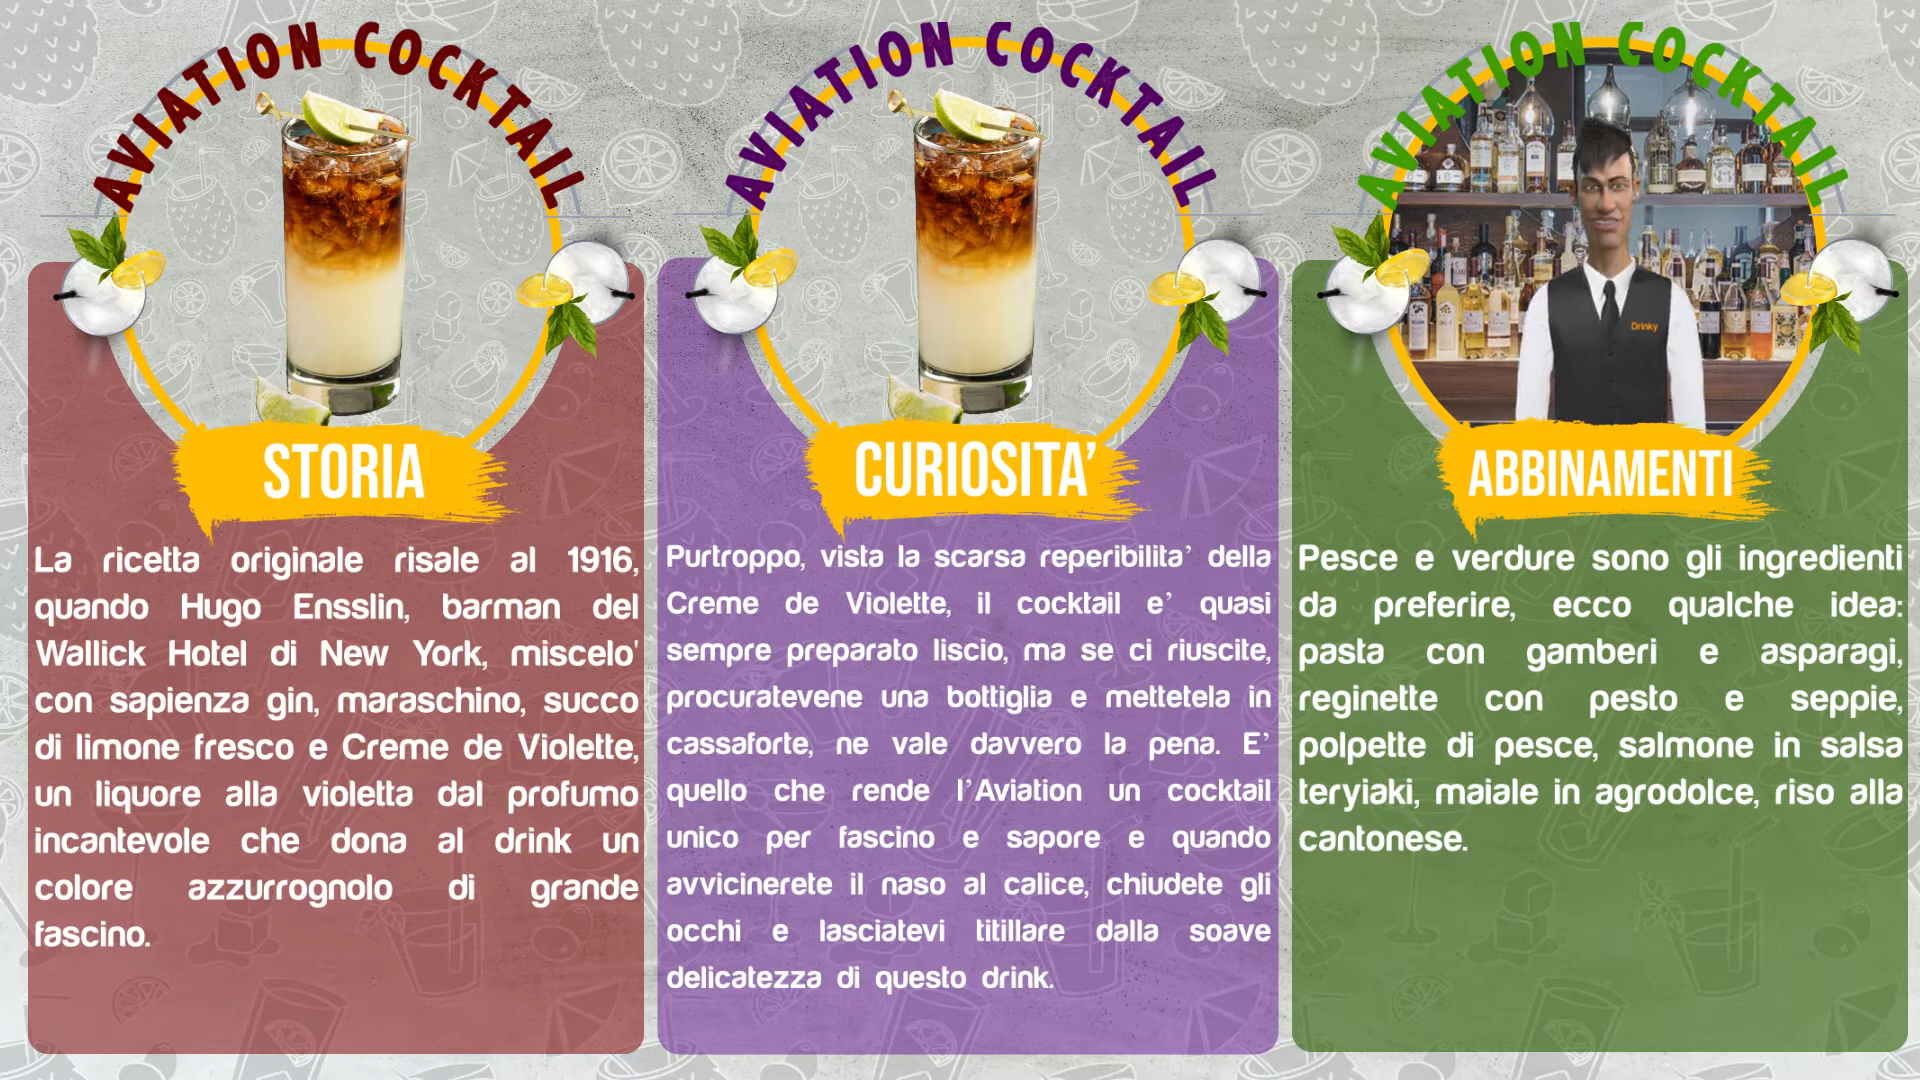 AVIATION COCKTAIL
STORIA
La ricetta originale risale al 1916,
quando Hugo Ensslin, barman del
Wallick Hotel di New York, miscelo'
con sapienza gin, maraschino, succo
di limone fresco e Creme de Violette,
un liquore alla violetta dal profumo
incantevole che dona al drink un
colore azzurrognolo di grande
fascino.
AVIATION COCKTAIL
CURIOSITA’
Purtroppo, vista la scarsa reperibilita’ della
Creme de Violette, il cocktail e’ quasi
sempre preparato liscio, ma se ci riuscite,
procuratevene una bottiglia e mettetela in
cassaforte, ne vale davvero la pena. E’
quello che rende l’Aviation un cocktail
unico per fascino e sapore e quando
avvicinerete il naso al calice, chiudete gli
occhi e lasciatevi titillare dalla soave
delicatezza di questo drink.
AVIATION COCKTAIL
Drinky
ABBINAMENTI
Pesce e verdure sono gli ingredienti
da preferire, ecco qualche idea:
pasta con gamberi e asparagi,
reginette con pesto e seppie,
polpette di pesce, salmone in salsa
teryiaki, maiale in agrodolce, riso alla
cantonese.